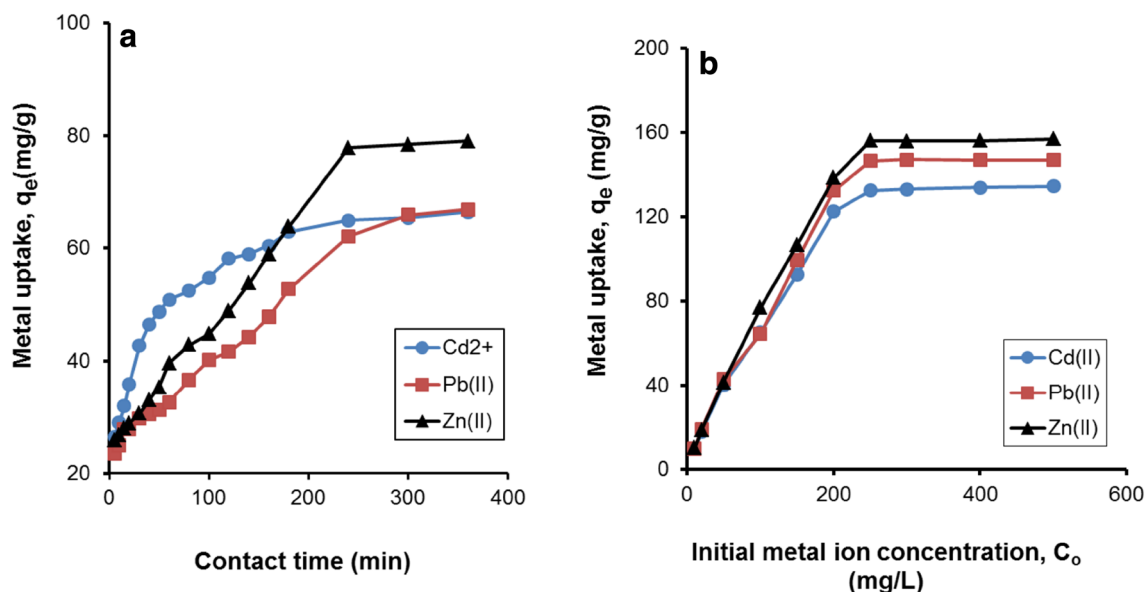 a
100
80
60
40
20
0
100
200
300
400
Metal uptake, qe(mg/g)
Contact time (min)
Cd2+
Pb(II)
Zn(II)
b
200
160
120
80
40
0
0
200
400
600
Metal uptake, qe (mg/g)
Initial metal ion concentration, Co
(mg/L)
Cd(II)
Pb(II)
Zn(II)